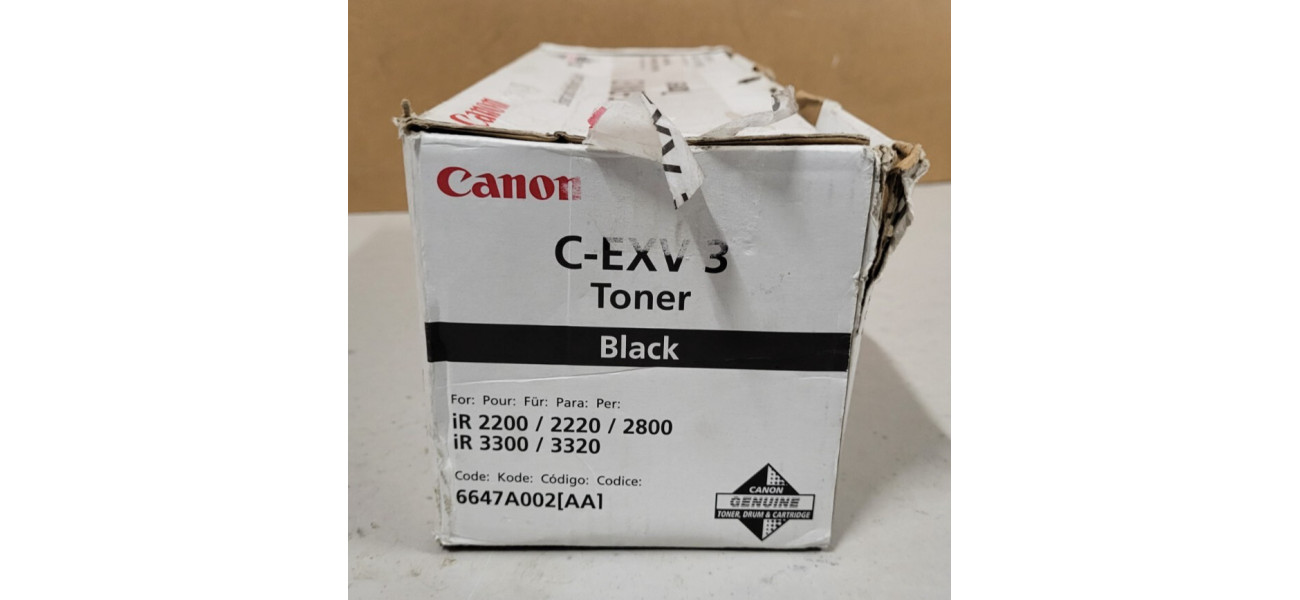 Canon
Canon
C-EXV 3
Toner
Black
For: Pour: Für: Para: Per:
iR 2200 / 2220 / 2800
iR 3300 / 3320
Code: Kode: Código: Codice:
6647A002[AA]
CANON
GENUINE
TONER, DRUM & CARTRIDGE